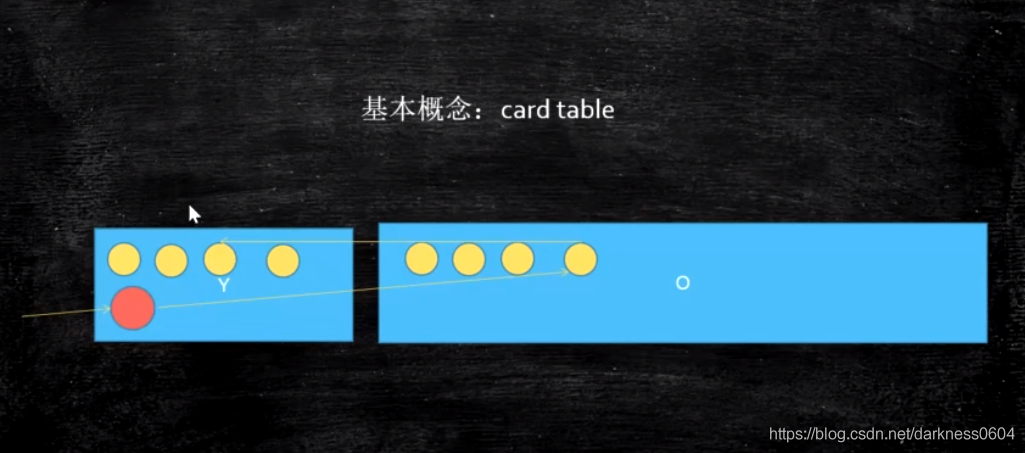 基本概念：card table
Y
O
https://blog.csdn.net/darkness0604